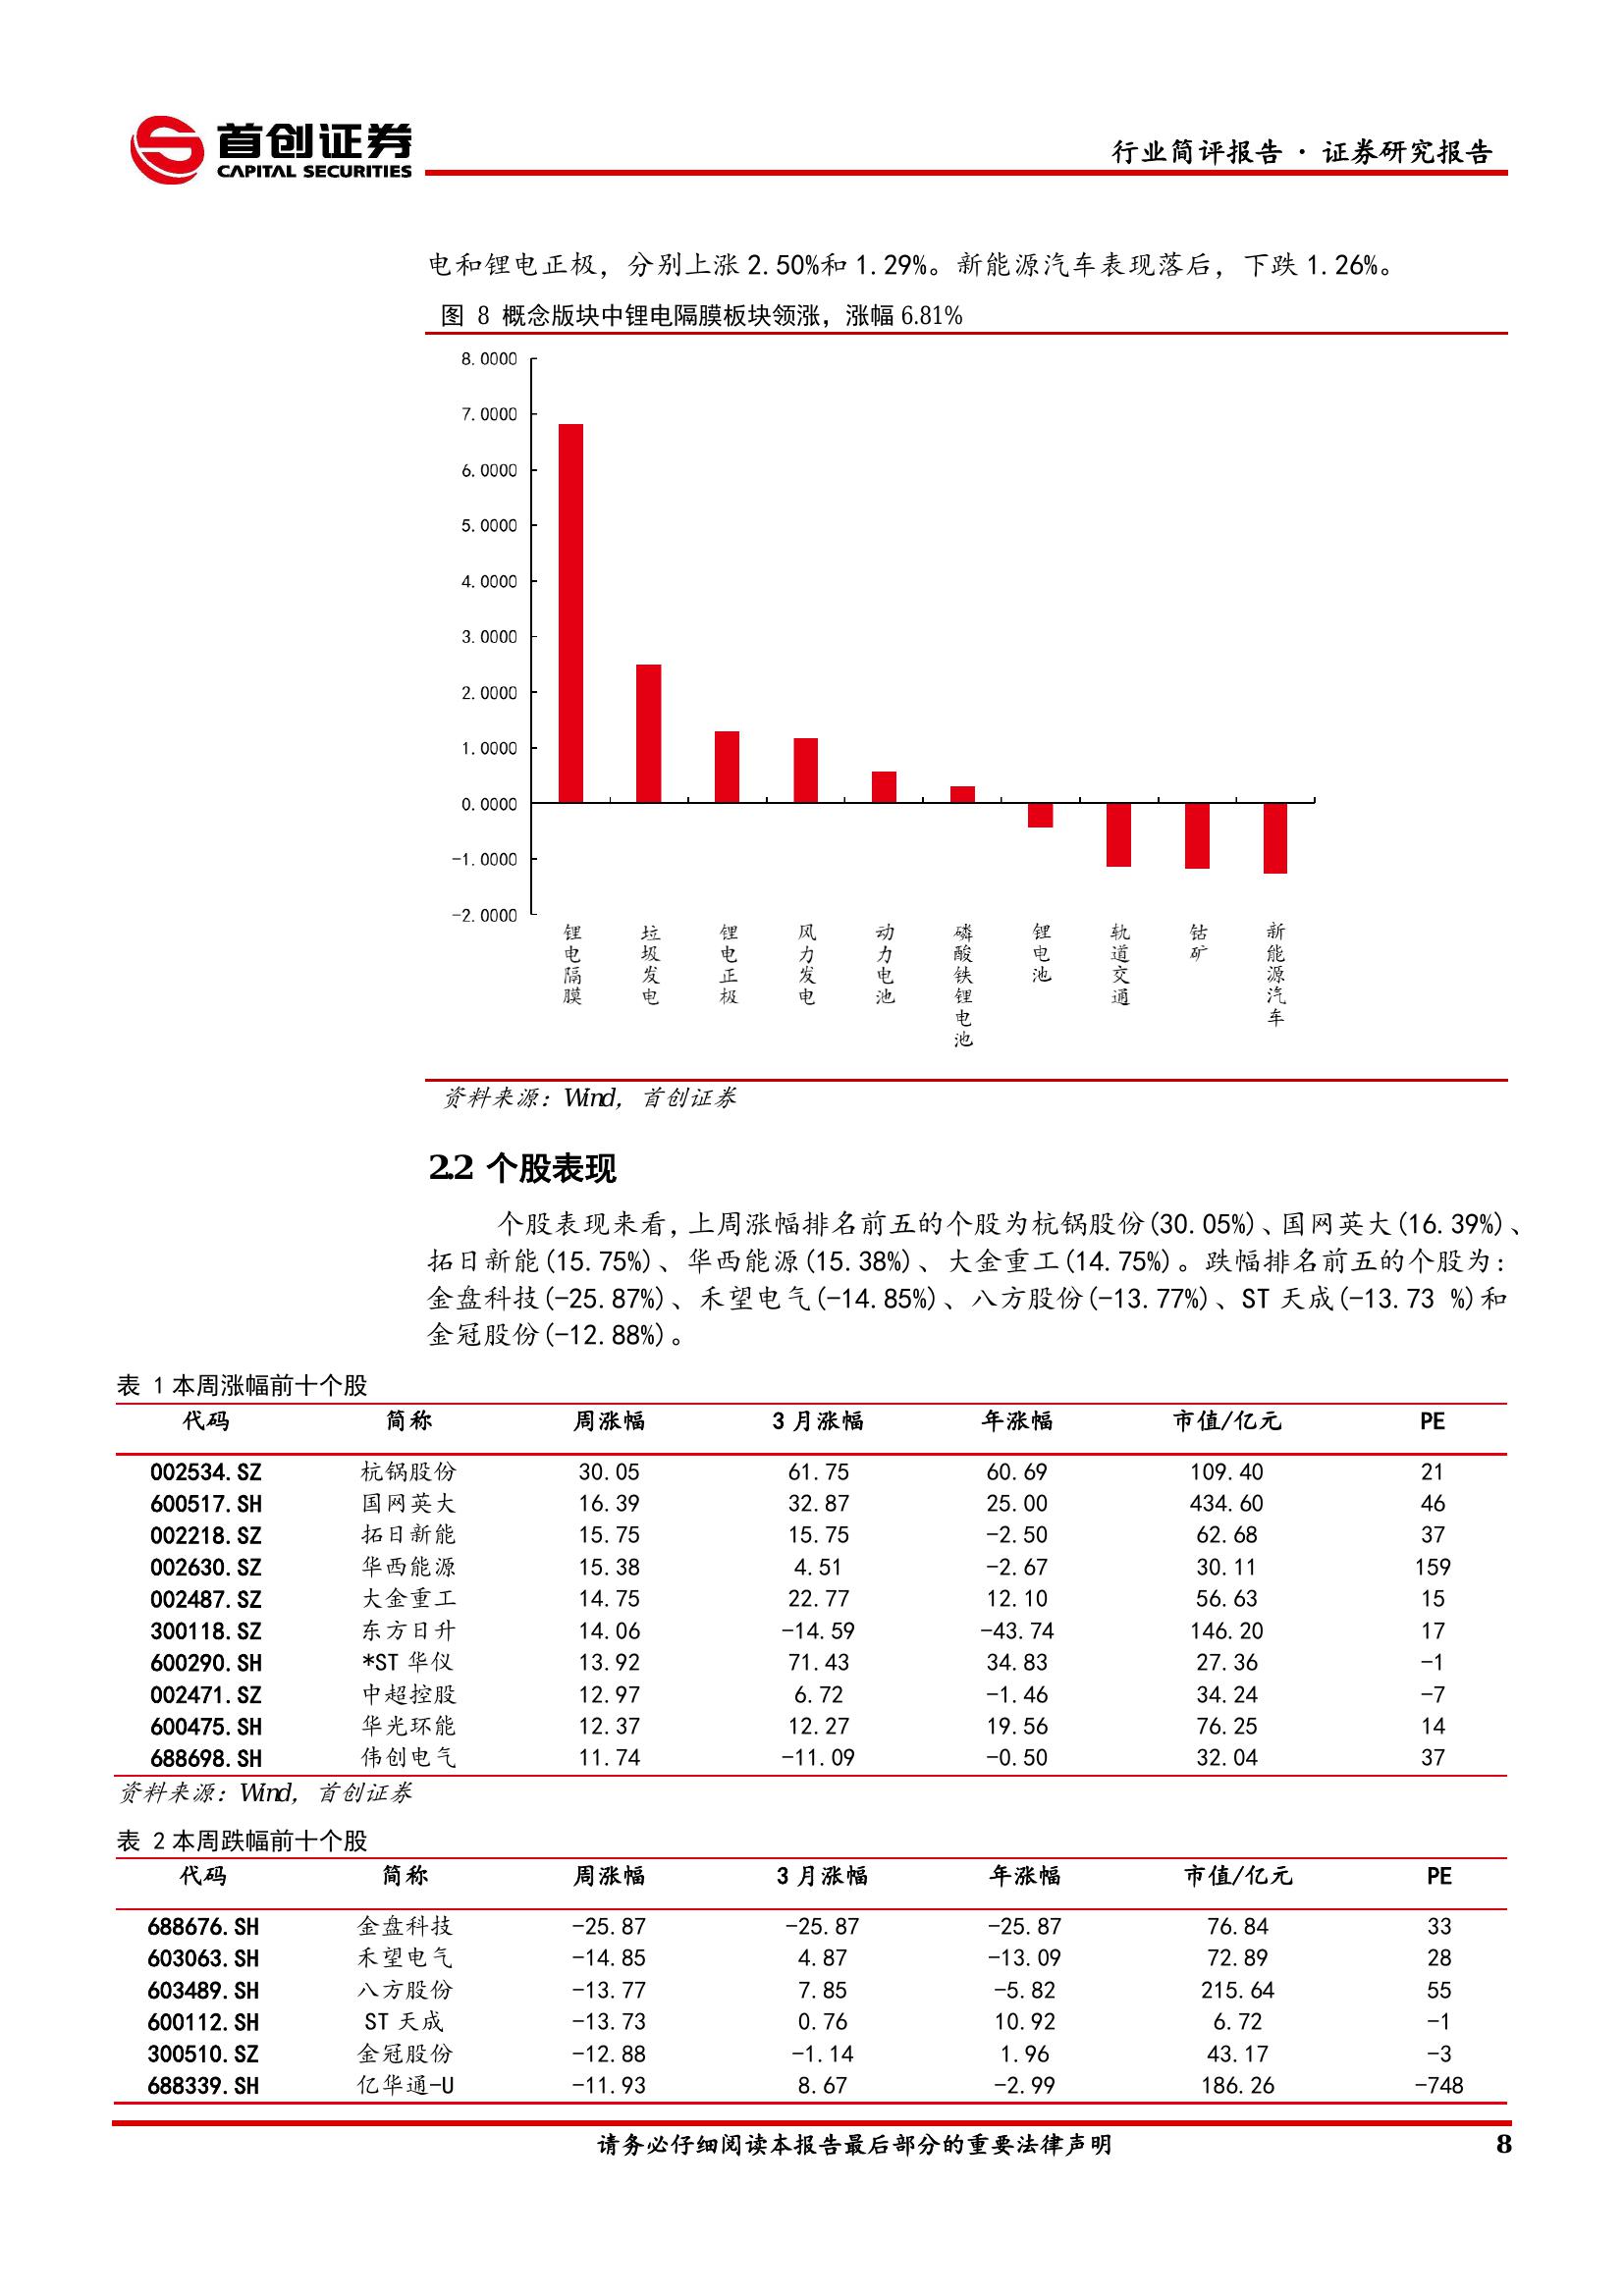 首创证券
CAPITAL SECURITIES
行业简评报告 · 证券研究报告
电和锂电正极，分别上涨 2.50%和 1.29%。新能源汽车表现落后，下跌 1.26%。
图 8 概念版块中锂电隔膜板块领涨，涨幅 6.81%
8.0000
7.0000
6.0000
5.0000
4.0000
3.0000
2.0000
1.0000
0.0000
-1.0000
-2.0000
锂电隔膜
垃圾发电
锂电正极
风力发电
动力电池
磷酸铁锂电池
锂电池
轨道交通
钴矿
新能源汽车
资料来源：Wind，首创证券
2.2 个股表现
个股表现来看，上周涨幅排名前五的个股为杭锅股份(30.05%)、国网英大(16.39%)、
拓日新能(15.75%)、华西能源(15.38%)、大金重工(14.75%)。跌幅排名前五的个股为：
金盘科技(-25.87%)、禾望电气(-14.85%)、八方股份(-13.77%)、ST 天成(-13.73 %)和
金冠股份(-12.88%)。
表 1 本周涨幅前十个股
代码 简称 周涨幅 3 月涨幅 年涨幅 市值/亿元 PE
002534.SZ 杭锅股份 30.05 61.75 60.69 109.40 21
600517.SH 国网英大 16.39 32.87 25.00 434.60 46
002218.SZ 拓日新能 15.75 15.75 -2.50 62.68 37
002630.SZ 华西能源 15.38 4.51 -2.67 30.11 159
002487.SZ 大金重工 14.75 22.77 12.10 56.63 15
300118.SZ 东方日升 14.06 -14.59 -43.74 146.20 17
600290.SH *ST 华仪 13.92 71.43 34.83 27.36 -1
002471.SZ 中超控股 12.97 6.72 -1.46 34.24 -7
600475.SH 华光环能 12.37 12.27 19.56 76.25 14
688698.SH 伟创电气 11.74 -11.09 -0.50 32.04 37
资料来源：Wind，首创证券
表 2 本周跌幅前十个股
代码 简称 周涨幅 3 月涨幅 年涨幅 市值/亿元 PE
688676.SH 金盘科技 -25.87 -25.87 -25.87 76.84 33
603063.SH 禾望电气 -14.85 4.87 -13.09 72.89 28
603489.SH 八方股份 -13.77 7.85 -5.82 215.64 55
600112.SH ST 天成 -13.73 0.76 10.92 6.72 -1
300510.SZ 金冠股份 -12.88 -1.14 1.96 43.17 -3
688339.SH 亿华通-U -11.93 8.67 -2.99 186.26 -748
请务必仔细阅读本报告最后部分的重要法律声明
8